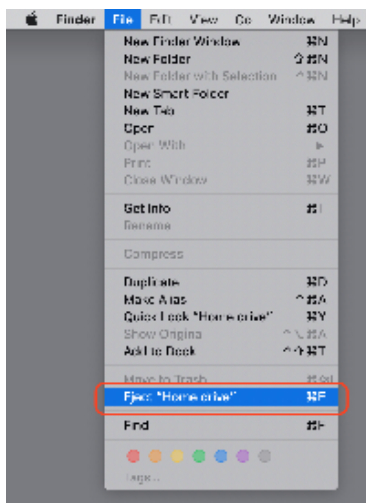 Finder File Edit View Go Window Help
New Finder Window ⌘N
New Folder ⇧⌘N
New Folder with Selection ^⌘N
New Smart Folder
New Tab ⌘T
Open ⌘O
Open With ▶
Print ⌘P
Close Window ⌘W
Get Info ⌘I
Rename
Compress
Duplicate ⌘D
Make Alias ^⌘A
Quick Look "Home drive" ⌘Y
Show Original ^⌥⌘A
Add to Dock ^⇧⌘T
Move to Trash
Eject "Home drive" ⌘E
Find ⌘F
Tags...